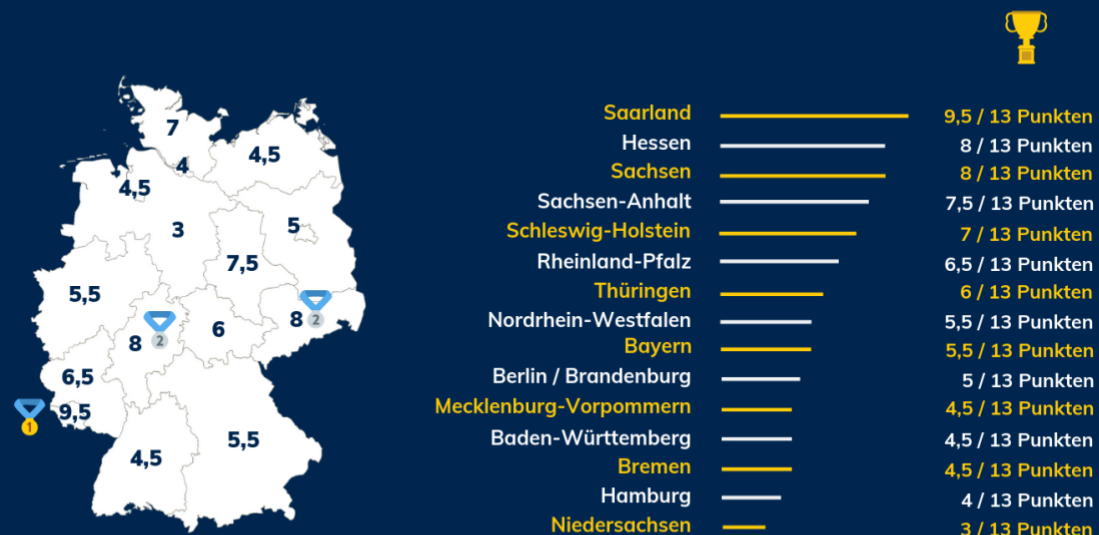 7
4,5
4
4,5
3
5
7,5
5,5
8 2
8 2
6
6,5
1 9,5
4,5
5,5
Saarland 9,5 / 13 Punkten
Hessen 8 / 13 Punkten
Sachsen 8 / 13 Punkten
Sachsen-Anhalt 7,5 / 13 Punkten
Schleswig-Holstein 7 / 13 Punkten
Rheinland-Pfalz 6,5 / 13 Punkten
Thüringen 6 / 13 Punkten
Nordrhein-Westfalen 5,5 / 13 Punkten
Bayern 5,5 / 13 Punkten
Berlin / Brandenburg 5 / 13 Punkten
Mecklenburg-Vorpommern 4,5 / 13 Punkten
Baden-Württemberg 4,5 / 13 Punkten
Bremen 4,5 / 13 Punkten
Hamburg 4 / 13 Punkten
Niedersachsen 3 / 13 Punkten